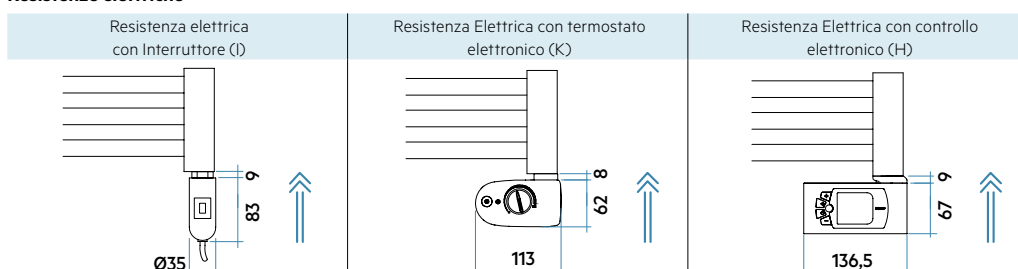 Resistenza elettrica
con Interruttore (I)
Resistenza Elettrica con termostato
elettronico (K)
Resistenza Elettrica con controllo
elettronico (H)
9
83
Ø35
8
62
113
9
67
136,5